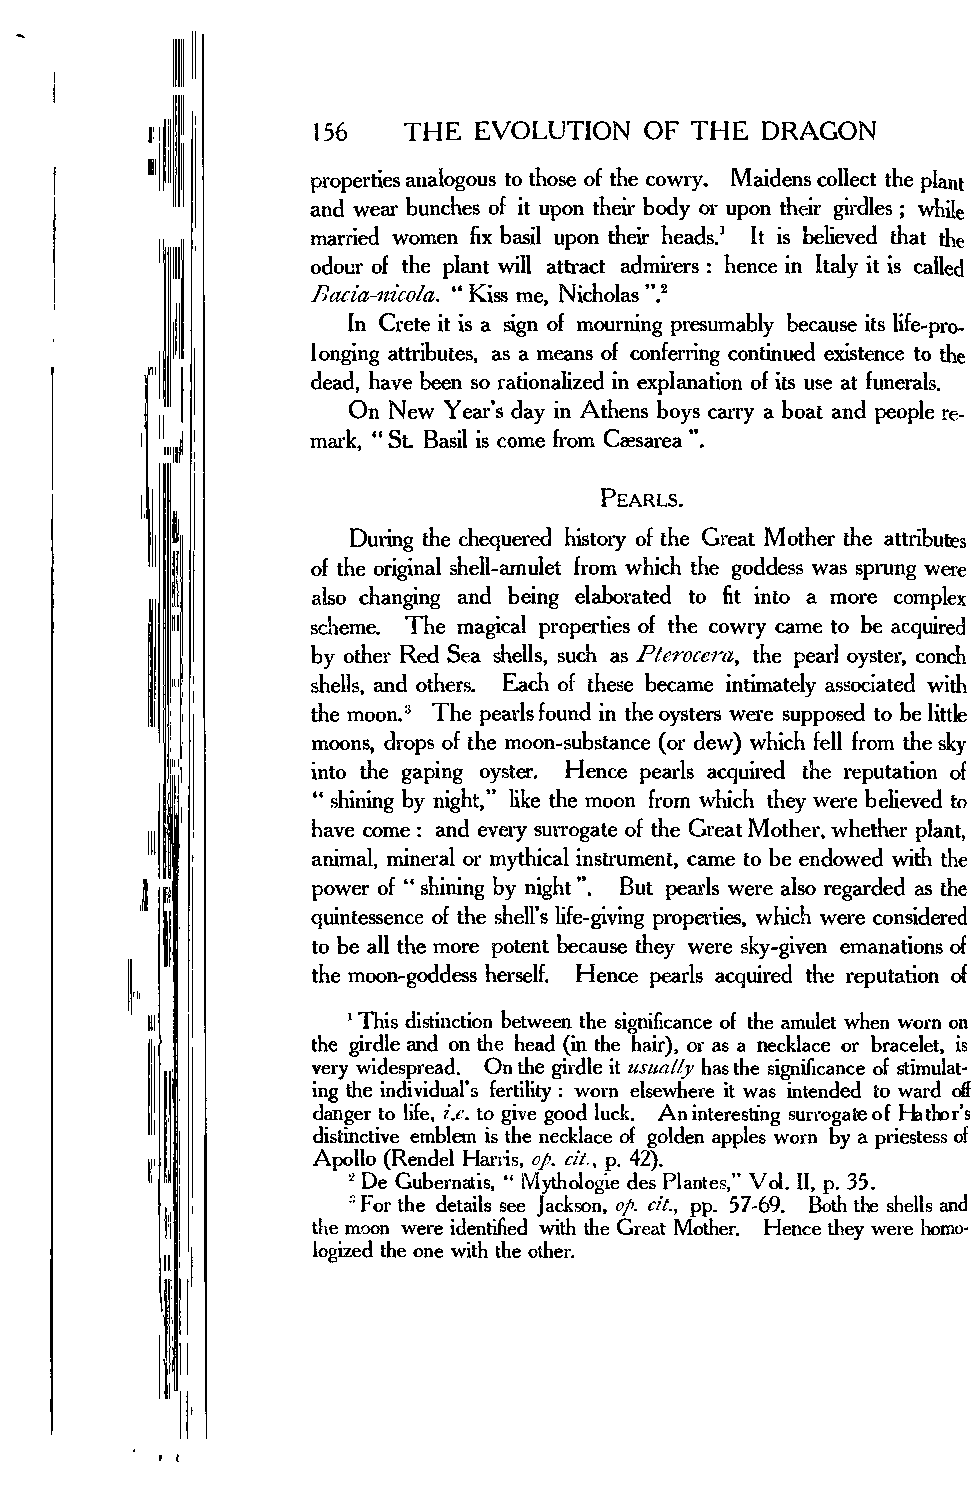 156 THE EVOLUTION OF THE DRAGON
properties analogous to those of the cowry. Maidens collect the plant
and wear bunches of it upon their body or upon their girdles ; while
married women fix basil upon their heads.¹ It is believed that the
odour of the plant will attract admirers : hence in Italy it is called
Bacia-nicola. “ Kiss me, Nicholas ”.²
In Crete it is a sign of mourning presumably because its life-pro-
longing attributes, as a means of conferring continued existence to the
dead, have been so rationalized in explanation of its use at funerals.
On New Year’s day in Athens boys carry a boat and people re-
mark, “ St. Basil is come from Cæsarea ”.
PEARLS.
During the chequered history of the Great Mother the attributes
of the original shell-amulet from which the goddess was sprung were
also changing and being elaborated to fit into a more complex
scheme. The magical properties of the cowry came to be acquired
by other Red Sea shells, such as Pterocera, the pearl oyster, conch
shells, and others. Each of these became intimately associated with
the moon.³ The pearls found in the oysters were supposed to be little
moons, drops of the moon-substance (or dew) which fell from the sky
into the gaping oyster. Hence pearls acquired the reputation of
“ shining by night,” like the moon from which they were believed to
have come : and every surrogate of the Great Mother, whether plant,
animal, mineral or mythical instrument, came to be endowed with the
power of “ shining by night ”. But pearls were also regarded as the
quintessence of the shell’s life-giving properties, which were considered
to be all the more potent because they were sky-given emanations of
the moon-goddess herself. Hence pearls acquired the reputation of
¹ This distinction between the significance of the amulet when worn on
the girdle and on the head (in the hair), or as a necklace or bracelet, is
very widespread. On the girdle it usually has the significance of stimulat-
ing the individual’s fertility : worn elsewhere it was intended to ward off
danger to life, i.e. to give good luck. An interesting surrogate of Hathor’s
distinctive emblem is the necklace of golden apples worn by a priestess of
Apollo (Rendel Harris, op. cit., p. 42).
² De Gubernatis, “ Mythologie des Plantes,” Vol. II, p. 35.
³ For the details see Jackson, op. cit., pp. 57-69. Both the shells and
the moon were identified with the Great Mother. Hence they were homo-
logized the one with the other.